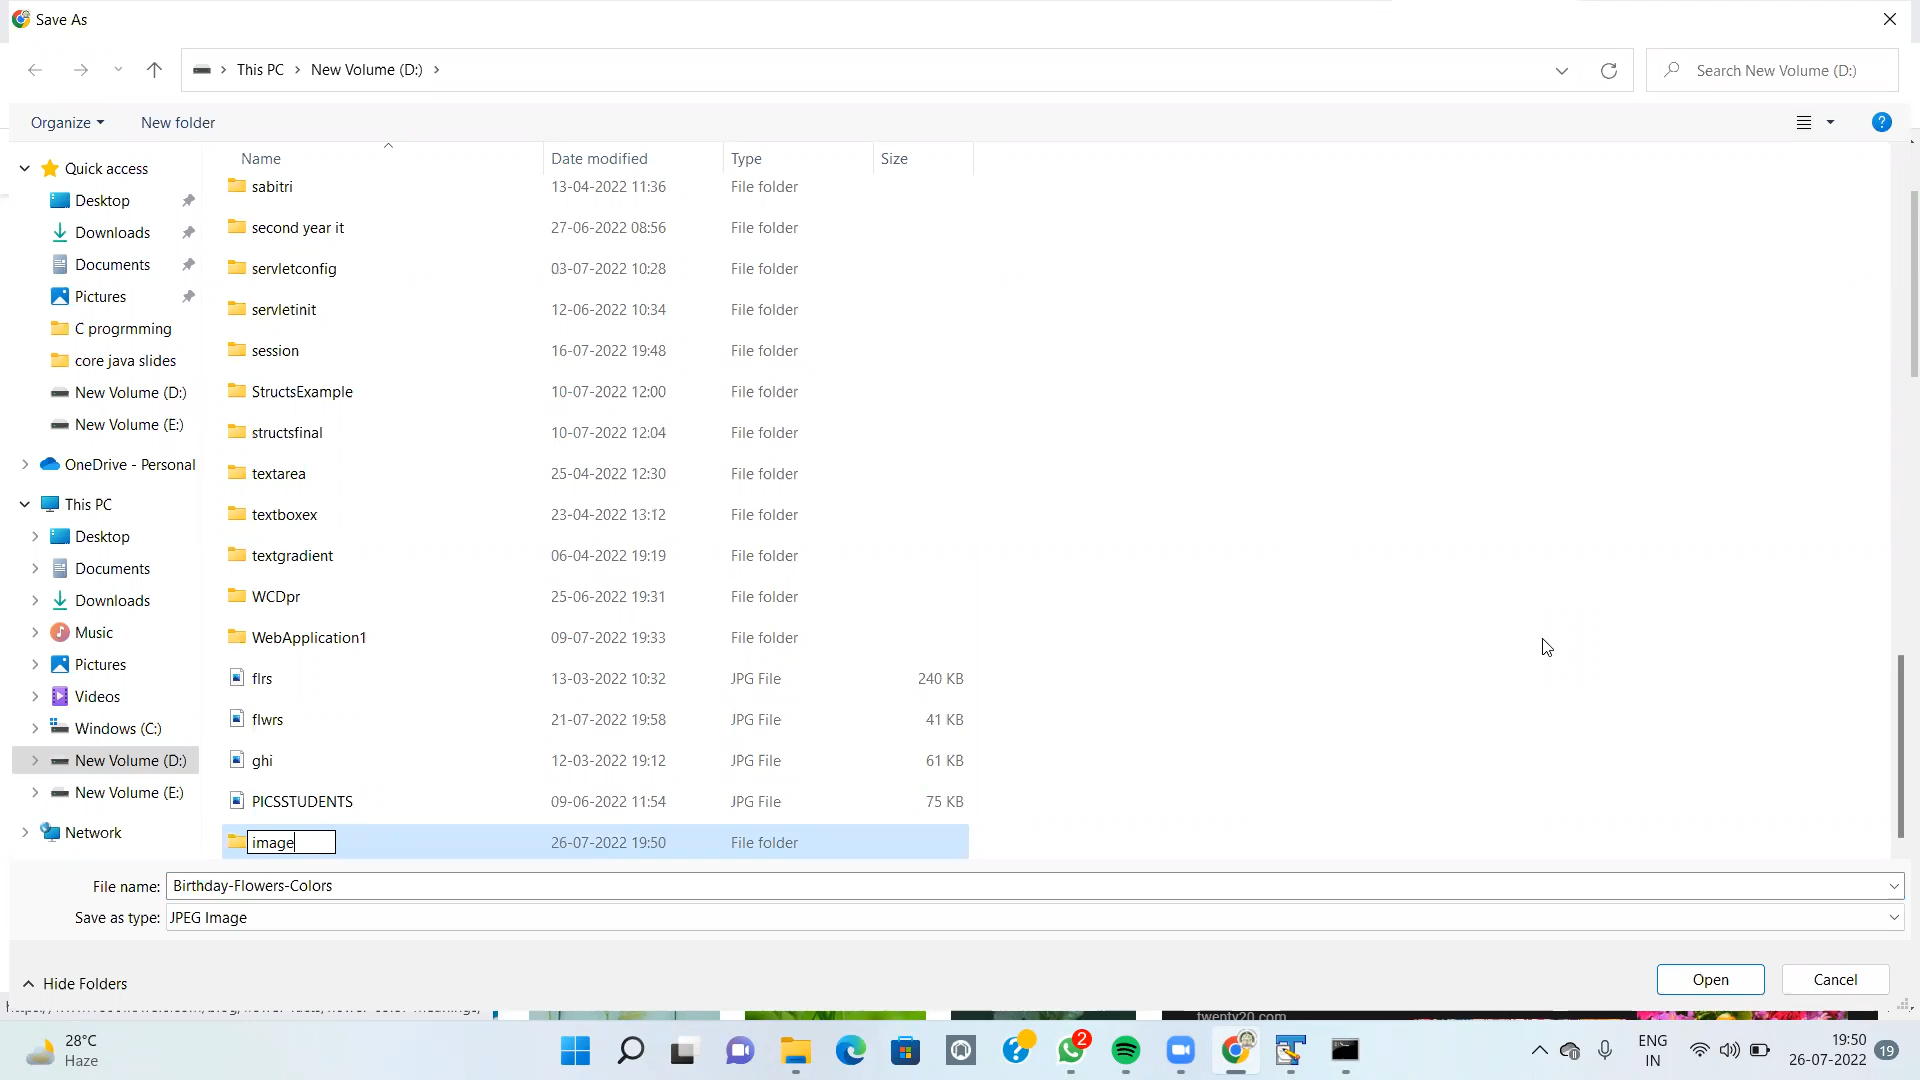 Save As
This PC
New Volume (D:)
Search New Volume (D:)
Organize
New folder
Name
Date modified
Type
Size
Quick access
Desktop
Downloads
Documents
Pictures
C progrmming
core java slides
New Volume (D:)
New Volume (E:)
OneDrive - Personal
This PC
Desktop
Documents
Downloads
Music
Pictures
Videos
Windows (C:)
New Volume (D:)
New Volume (E:)
Network
sabitri 13-04-2022 11:36 File folder
second year it 27-06-2022 08:56 File folder
servletconfig 03-07-2022 10:28 File folder
servletinit 12-06-2022 10:34 File folder
session 16-07-2022 19:48 File folder
StructsExample 10-07-2022 12:00 File folder
structsfinal 10-07-2022 12:04 File folder
textarea 25-04-2022 12:30 File folder
textboxex 23-04-2022 13:12 File folder
textgradient 06-04-2022 19:19 File folder
WCDpr 25-06-2022 19:31 File folder
WebApplication1 09-07-2022 19:33 File folder
flrs 13-03-2022 10:32 JPG File 240 KB
flwrs 21-07-2022 19:58 JPG File 41 KB
ghi 12-03-2022 19:12 JPG File 61 KB
PICSSTUDENTS 09-06-2022 11:54 JPG File 75 KB
image 26-07-2022 19:50 File folder
File name: Birthday-Flowers-Colors
Save as type: JPEG Image
Hide Folders
Open
Cancel
twenty20.com
28°C
Haze
2
ENG
IN
19:50
26-07-2022
19